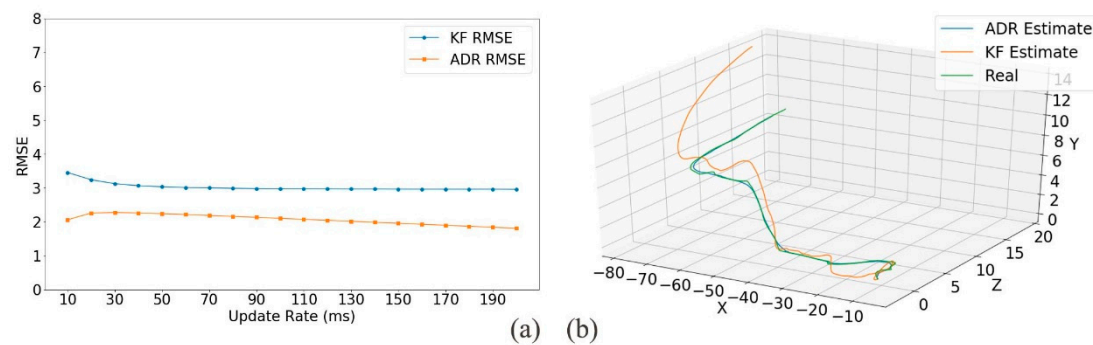 8
7
6
5
4
3
2
1
0
RMSE
KF RMSE
ADR RMSE
10 30 50 70 90 110 130 150 170 190
Update Rate (ms)
(a) (b)
ADR Estimate
KF Estimate
Real
14
12
10
8
6
4
2
0
Y
20
15
10
5
0
Z
−80 −70 −60 −50 −40 −30 −20 −10
X